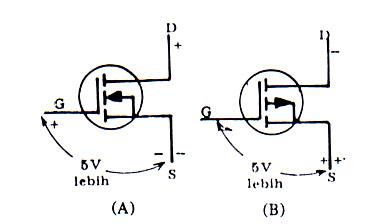 D
+
G
+
5V
lebih
- -
S
(A)
D
-
G
-
5V
lebih
+ +
S
(B)